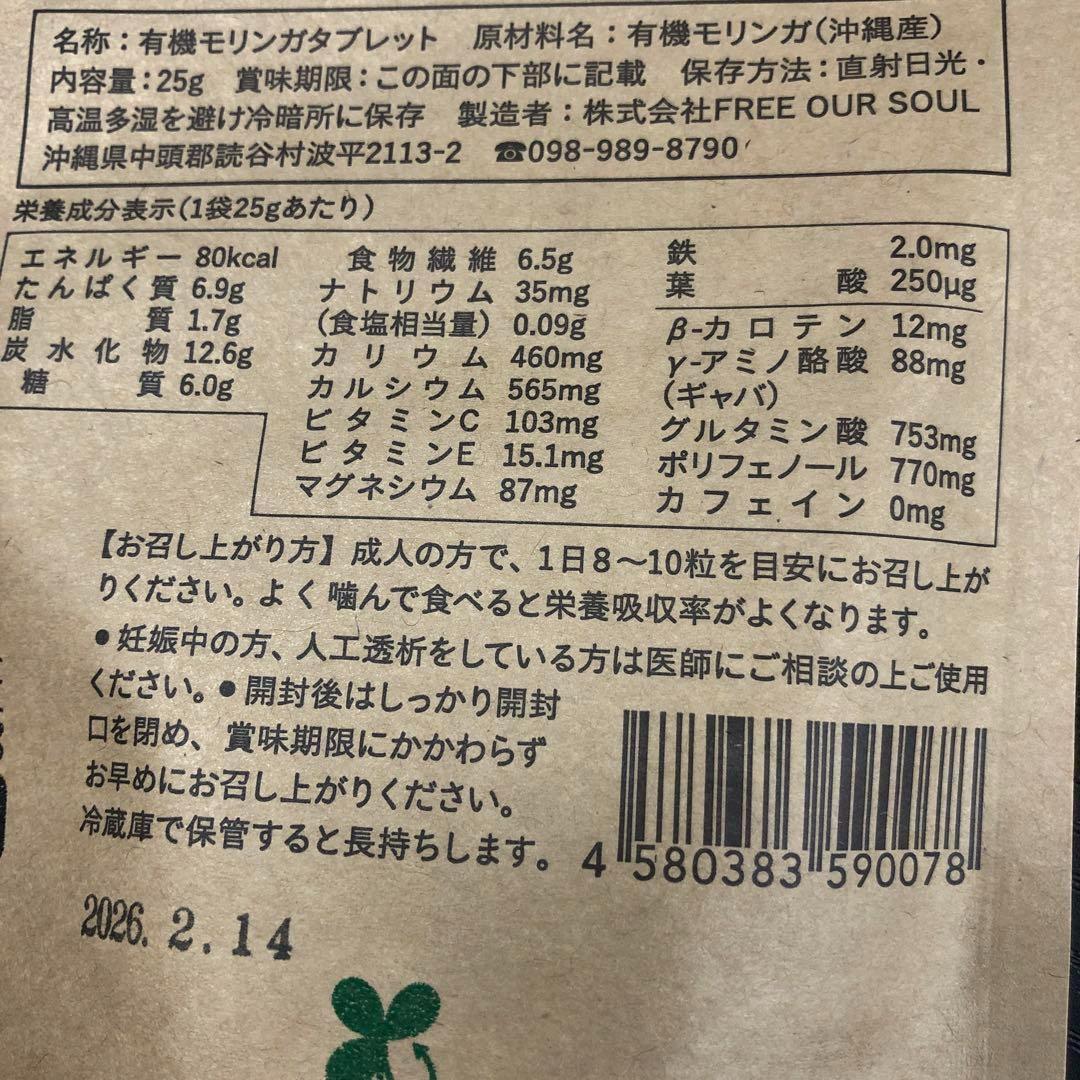 名称：有機モリンガタブレット　原材料名：有機モリンガ（沖縄産）
内容量：25g　賞味期限：この面の下部に記載　保存方法：直射日光・
高温多湿を避け冷暗所に保存　製造者：株式会社FREE OUR SOUL
沖縄県中頭郡読谷村波平2113-2　☎098-989-8790
栄養成分表示（1袋25gあたり）
エネルギー 80kcal
たんぱく質 6.9g
脂質 1.7g
炭水化物 12.6g
糖質 6.0g
食物繊維 6.5g
ナトリウム 35mg
（食塩相当量）0.09g
カリウム 460mg
カルシウム 565mg
ビタミンC 103mg
ビタミンE 15.1mg
マグネシウム 87mg
鉄 2.0mg
葉酸 250μg
β-カロテン 12mg
γ-アミノ酪酸 88mg
（ギャバ）
グルタミン酸 753mg
ポリフェノール 770mg
カフェイン 0mg
【お召し上がり方】成人の方で、1日8〜10粒を目安にお召し上が
りください。よく噛んで食べると栄養吸収率がよくなります。
●妊娠中の方、人工透析をしている方は医師にご相談の上ご使用
ください。●開封後はしっかり開封
口を閉め、賞味期限にかかわらず
お早めにお召し上がりください。
冷蔵庫で保管すると長持ちします。
4 580383 590078
2026. 2.14